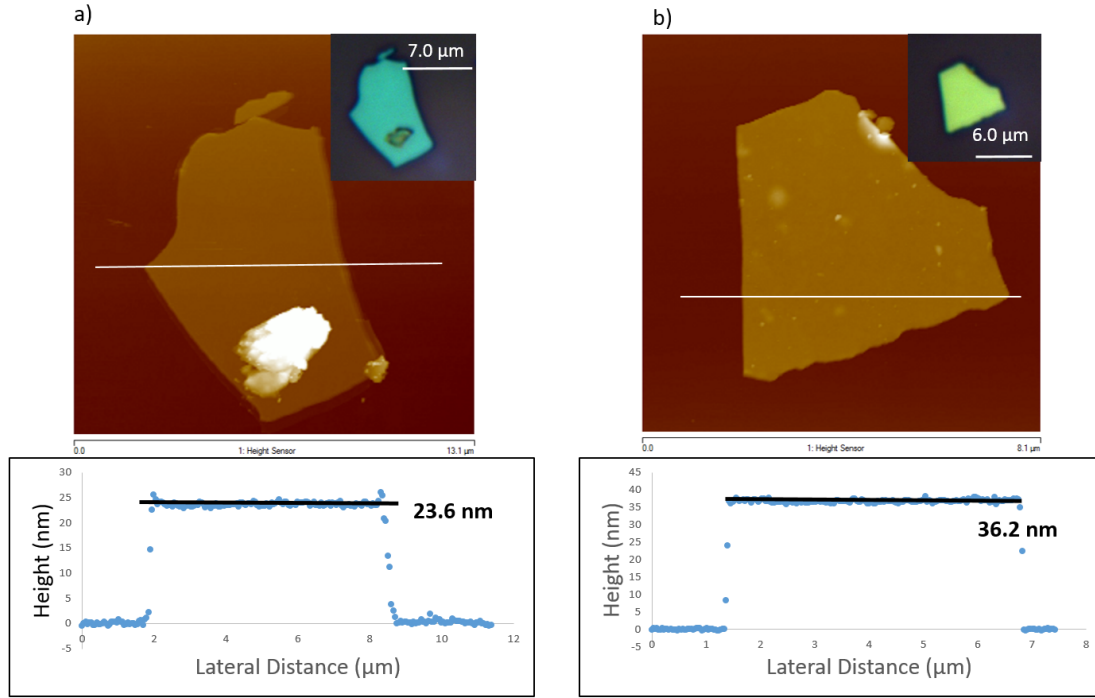 a)
7.0 µm
0.0 1: Height Sensor 13.1 µm
Height (nm)
30
25
20
15
10
5
0
-5
23.6 nm
0 2 4 6 8 10 12
Lateral Distance (µm)
b)
6.0 µm
0.0 1: Height Sensor 8.1 µm
Height (nm)
45
40
35
30
25
20
15
10
5
0
-5
36.2 nm
0 1 2 3 4 5 6 7 8
Lateral Distance (µm)